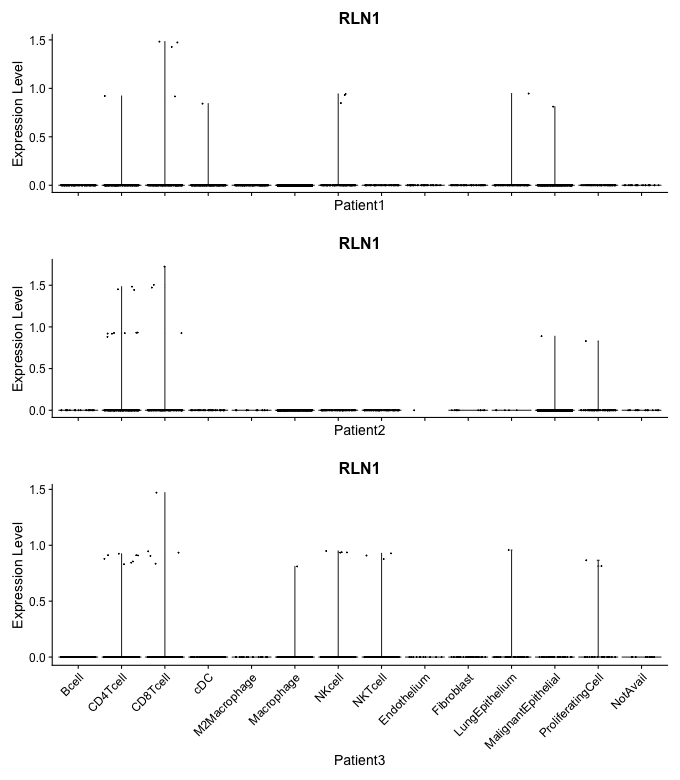 RLN1
Expression Level
1.5
1.0
0.5
0.0
Patient1
RLN1
Expression Level
1.5
1.0
0.5
0.0
Patient2
RLN1
Expression Level
1.5
1.0
0.5
0.0
Bcell
CD4Tcell
CD8Tcell
cDC
M2Macrophage
Macrophage
NKcell
NKTcell
Endothelium
Fibroblast
LungEpithelium
MalignantEpithelial
ProliferatingCell
NotAvail
Patient3